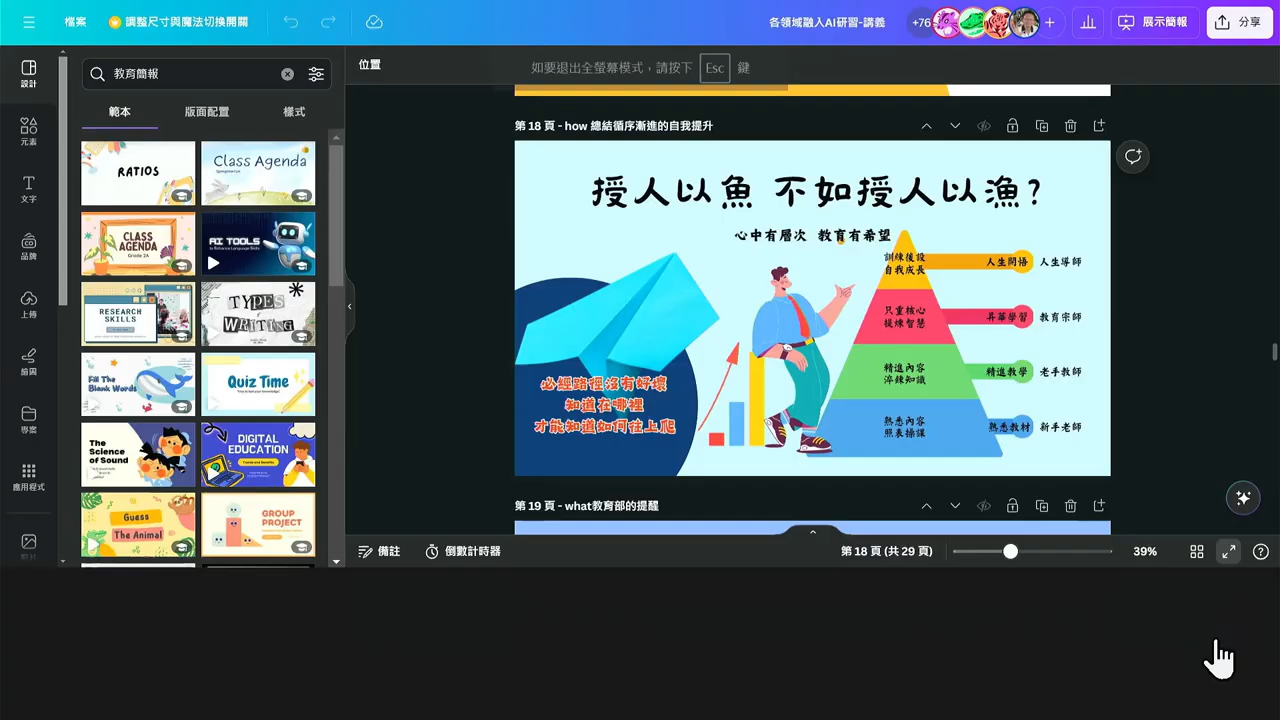 檔案
調整尺寸與魔法切換開關
各領域融入AI研習-講義
+76
展示簡報
分享
設計
元素
文字
品牌
上傳
繪圖
專案
應用程式
教育簡報
範本
版面配置
樣式
RATIOS
Class Agenda
CLASS
AGENDA
Grade 2A
AI TOOLS
to Enhance Language Skills
RESEARCH
SKILLS
TYPES
of
WRITING
Fill The
Blank Words
Quiz Time
The
Science
of Sound
DIGITAL
EDUCATION
Trends and Benefits
Guess
The Animal
GROUP
PROJECT
位置
如要退出全螢幕模式，請按下 Esc 鍵
第 18 頁 - how 總結循序漸進的自我提升
授人以魚 不如授人以漁?
心中有層次 教育有希望
訓練後設
自我成長
人生開悟
人生導師
只重核心
提煉智慧
昇華學習
教育宗師
精進內容
淬鍊知識
精進教學
老手教師
熟悉內容
照表操課
熟悉教材
新手老師
必經路徑沒有好壞
知道在哪裡
才能知道如何往上爬
第 19 頁 - what教育部的提醒
備註
倒數計時器
第 18 頁 (共 29 頁)
39%